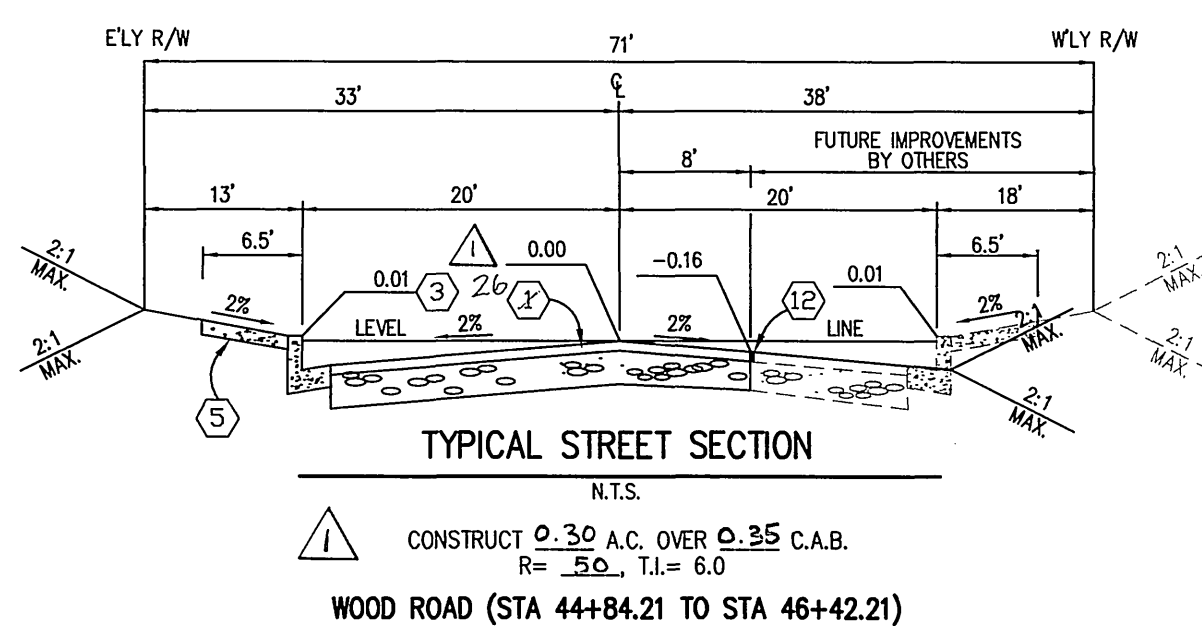 E'LY R/W
71'
W'LY R/W
℄
33'
38'
FUTURE IMPROVEMENTS
BY OTHERS
8'
13'
20'
20'
18'
6.5'
6.5'
1
0.00
-0.16
0.01
3
26
1
0.01
12
2:1
MAX.
2:1
MAX.
2%
LEVEL
2%
2%
LINE
2%
2:1
MAX.
2:1
MAX.
2:1
MAX.
2:1
MAX.
5
TYPICAL STREET SECTION
N.T.S.
1
CONSTRUCT 0.30 A.C. OVER 0.35 C.A.B.
R= 50, T.I.= 6.0
WOOD ROAD (STA 44+84.21 TO STA 46+42.21)